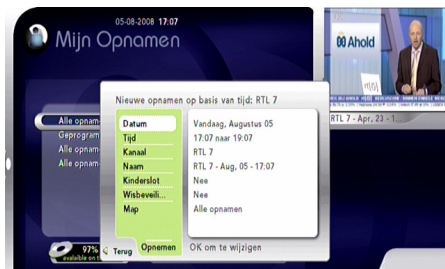 05-08-2008 17:07
Mijn Opnamen
Ahold
Nieuwe opnamen op basis van tijd: RTL 7
Alle opnam
Geprogram
Alle opnam
Alle opnam
Datum Vandaag, Augustus 05
Tijd 17:07 naar 19:07
Kanaal RTL 7
Naam RTL 7 - Aug, 05 - 17:07
Kinderslot Nee
Wisbeveili... Nee
Map Alle opnamen
RTL 7 - Apr, 23 - 1...
97%
available on t
Terug Opnemen OK om te wijzigen